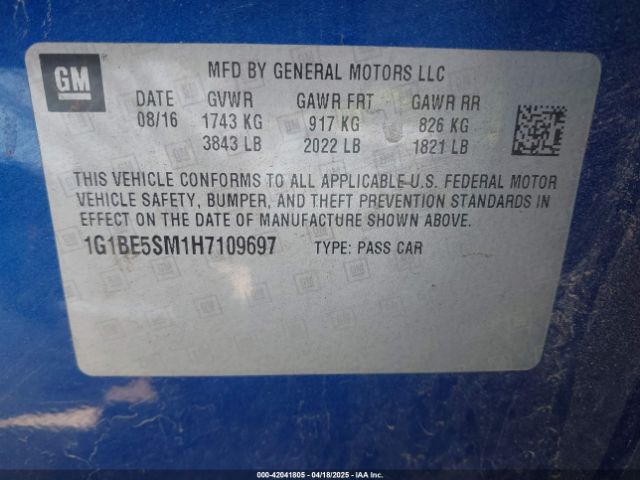 GM
MFD BY GENERAL MOTORS LLC
DATE GVWR GAWR FRT GAWR RR
08/16 1743 KG 917 KG 826 KG
3843 LB 2022 LB 1821 LB
THIS VEHICLE CONFORMS TO ALL APPLICABLE U.S. FEDERAL MOTOR
VEHICLE SAFETY, BUMPER, AND THEFT PREVENTION STANDARDS IN
EFFECT ON THE DATE OF MANUFACTURE SHOWN ABOVE.
1G1BE5SM1H7109697 TYPE: PASS CAR
000-42041805 - 04/18/2025 - IAA Inc.